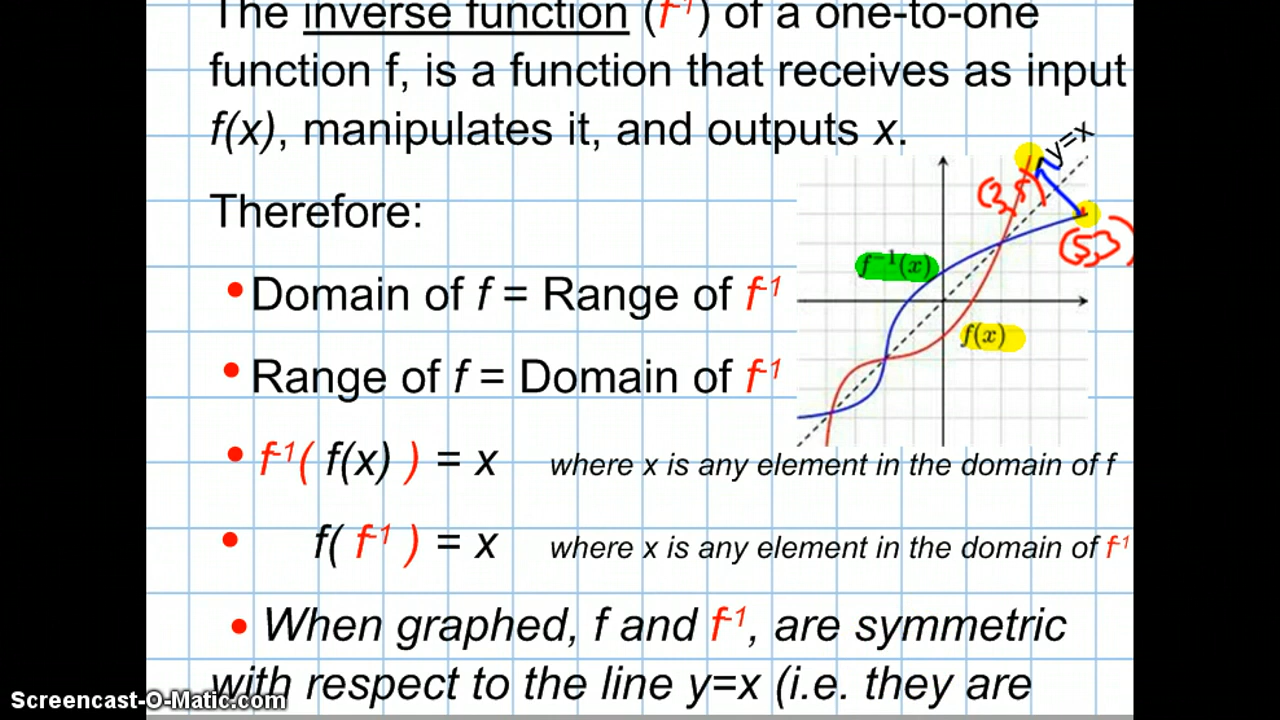 The inverse function (f-1) of a one-to-one
function f, is a function that receives as input
f(x), manipulates it, and outputs x.
y=x
(3,5)
(5,3)
Therefore:
f⁻¹(x)
•Domain of f = Range of f-1
f(x)
•Range of f = Domain of f-1
•f-1( f(x) ) = x where x is any element in the domain of f
• f( f-1 ) = x where x is any element in the domain of f-1
•When graphed, f and f-1, are symmetric
with respect to the line y=x (i.e. they are
Screencast-O-Matic.com